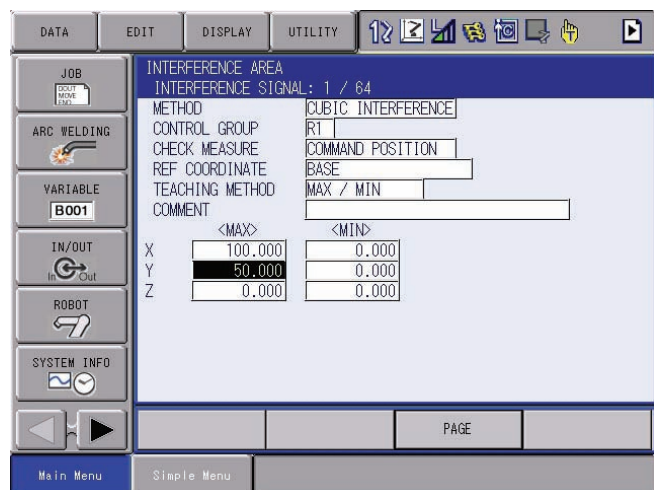 DATA EDIT DISPLAY UTILITY
JOB
DOUT
MOVE
END
ARC WELDING
VARIABLE
B001
IN/OUT
In Out
ROBOT
SYSTEM INFO
INTERFERENCE AREA
INTERFERENCE SIGNAL: 1 / 64
METHOD CUBIC INTERFERENCE
CONTROL GROUP R1
CHECK MEASURE COMMAND POSITION
REF COORDINATE BASE
TEACHING METHOD MAX / MIN
COMMENT
<MAX> <MIN>
X 100.000 0.000
Y 50.000 0.000
Z 0.000 0.000
PAGE
Main Menu Simple Menu